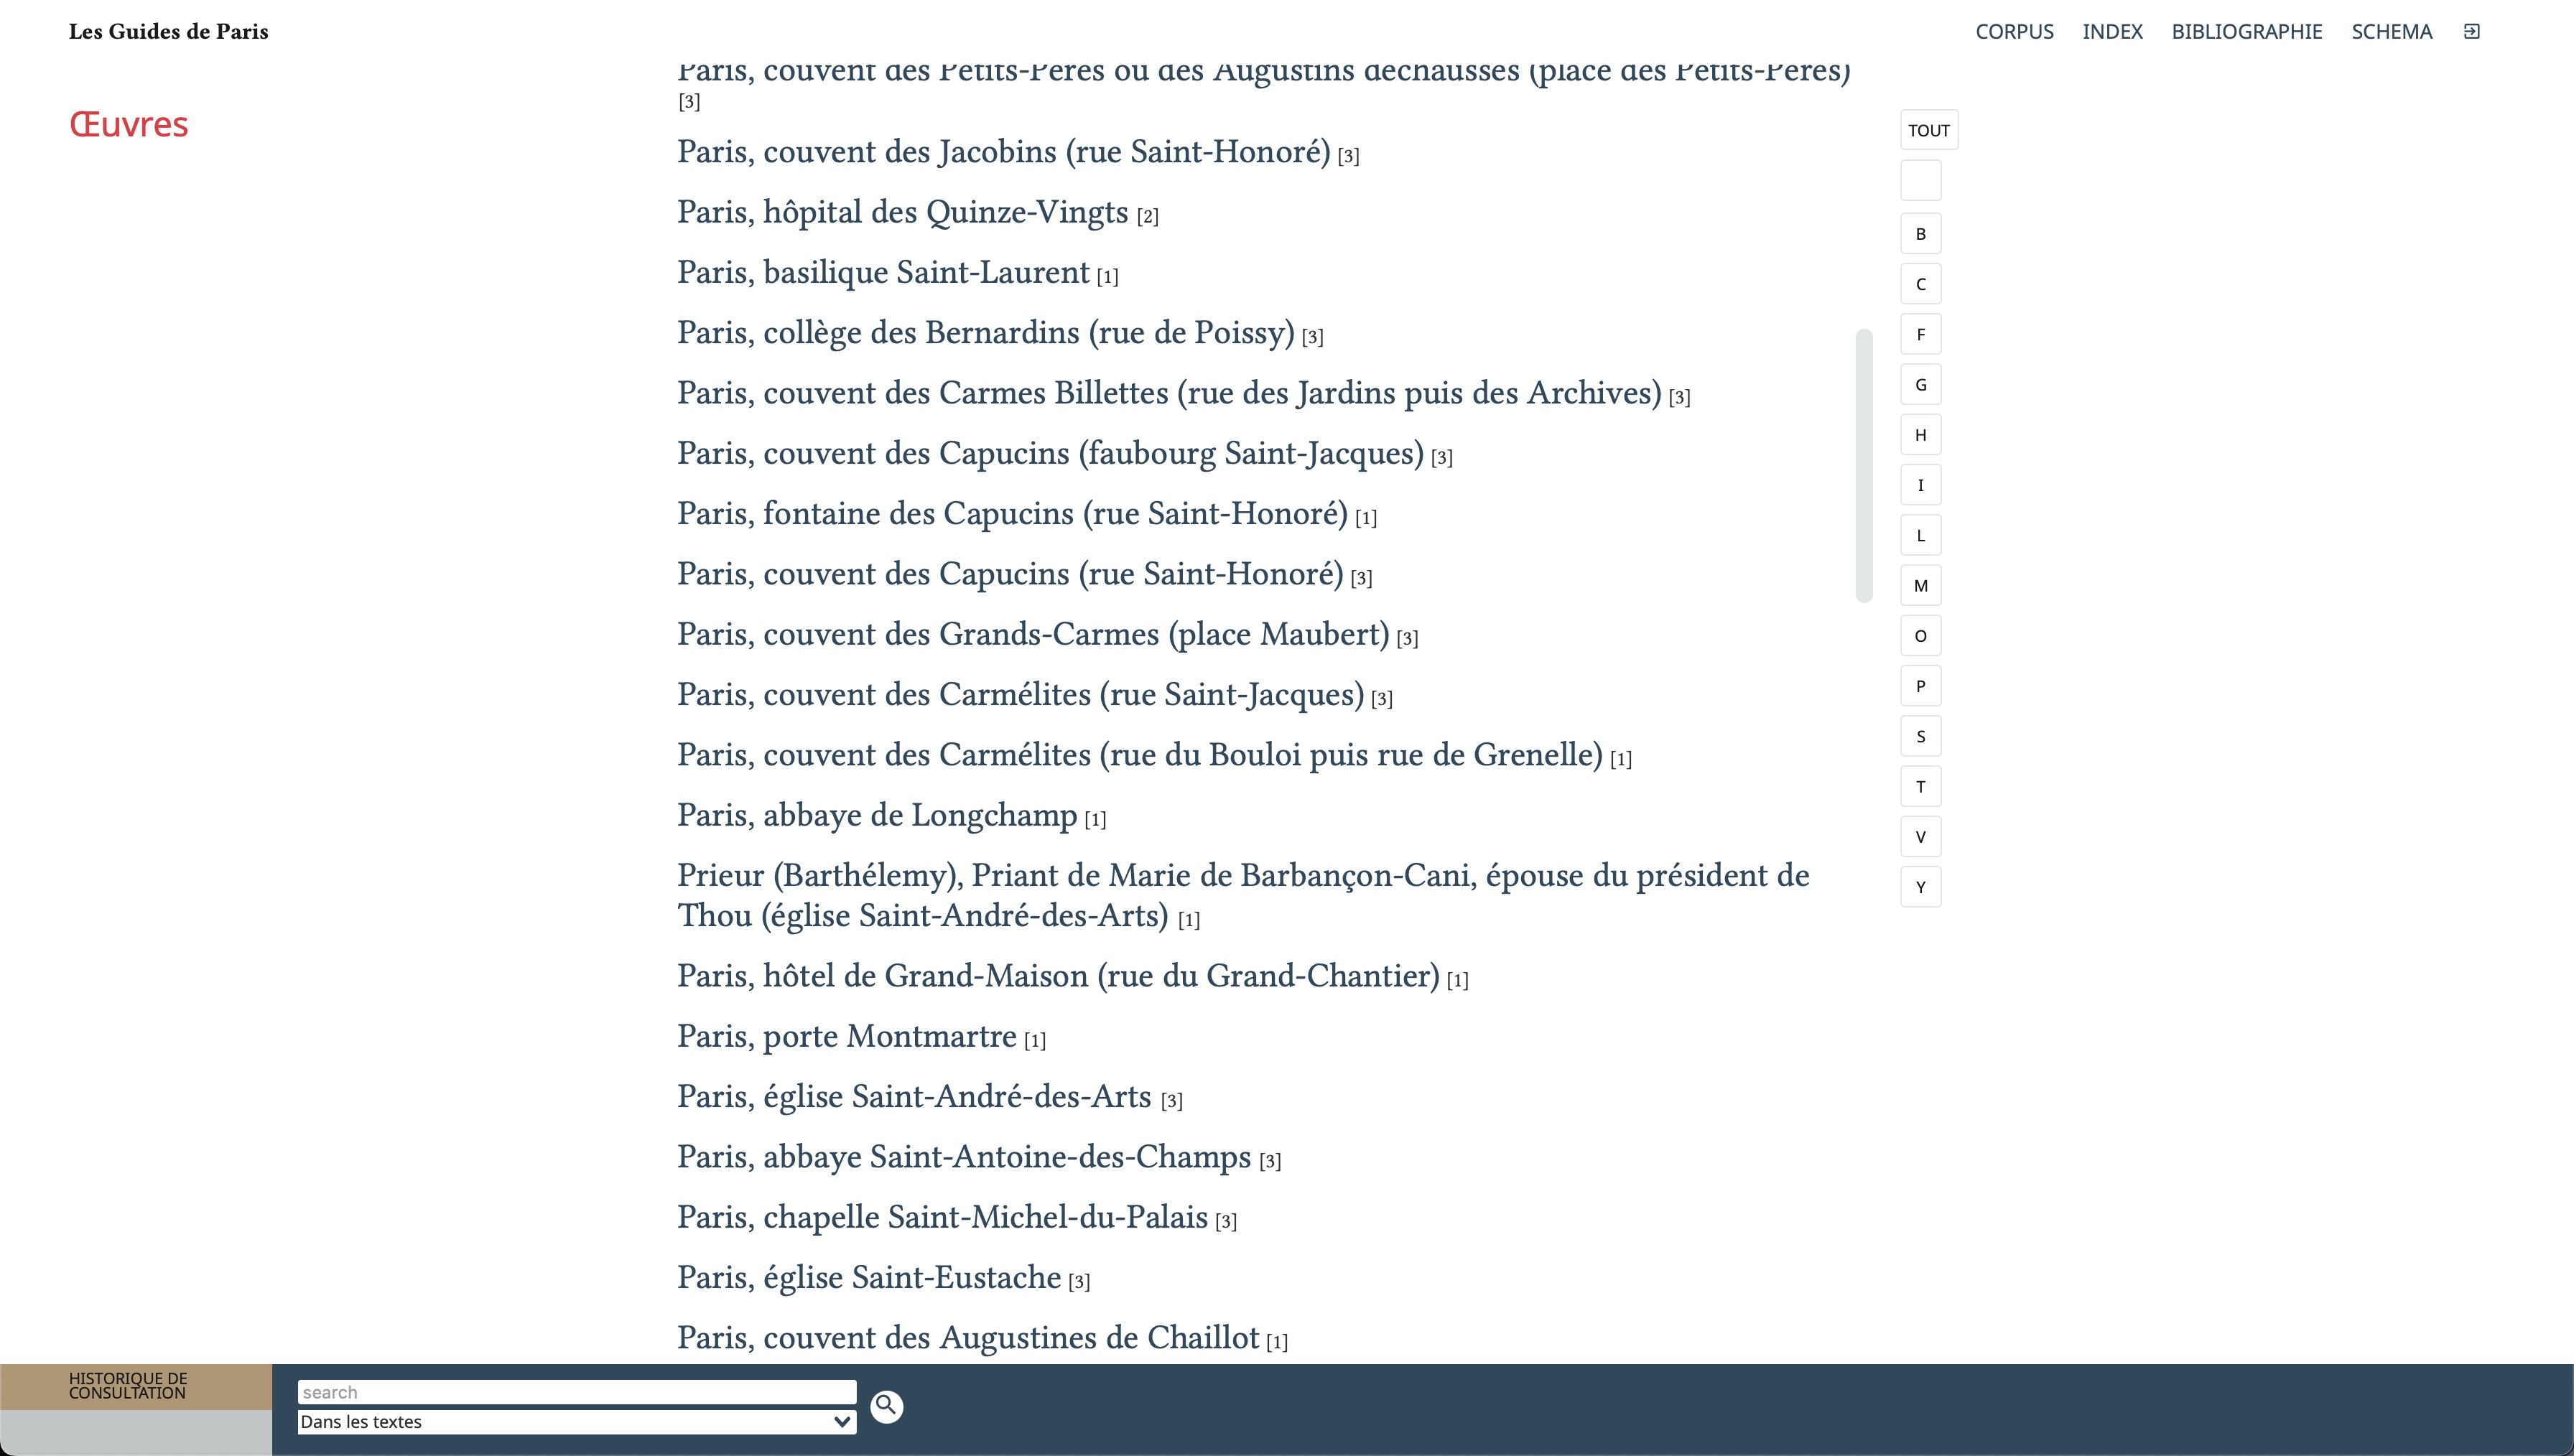 Les Guides de Paris
CORPUS INDEX BIBLIOGRAPHIE SCHEMA
Œuvres
Paris, couvent des Petits-Pères ou des Augustins déchaussés (place des Petits-Pères)
[3]
Paris, couvent des Jacobins (rue Saint-Honoré) [3]
Paris, hôpital des Quinze-Vingts [2]
Paris, basilique Saint-Laurent [1]
Paris, collège des Bernardins (rue de Poissy) [3]
Paris, couvent des Carmes Billettes (rue des Jardins puis des Archives) [3]
Paris, couvent des Capucins (faubourg Saint-Jacques) [3]
Paris, fontaine des Capucins (rue Saint-Honoré) [1]
Paris, couvent des Capucins (rue Saint-Honoré) [3]
Paris, couvent des Grands-Carmes (place Maubert) [3]
Paris, couvent des Carmélites (rue Saint-Jacques) [3]
Paris, couvent des Carmélites (rue du Bouloi puis rue de Grenelle) [1]
Paris, abbaye de Longchamp [1]
Prieur (Barthélemy), Priant de Marie de Barbançon-Cani, épouse du président de
Thou (église Saint-André-des-Arts) [1]
Paris, hôtel de Grand-Maison (rue du Grand-Chantier) [1]
Paris, porte Montmartre [1]
Paris, église Saint-André-des-Arts [3]
Paris, abbaye Saint-Antoine-des-Champs [3]
Paris, chapelle Saint-Michel-du-Palais [3]
Paris, église Saint-Eustache [3]
Paris, couvent des Augustines de Chaillot [1]
TOUT
B
C
F
G
H
I
L
M
O
P
S
T
V
Y
HISTORIQUE DE
CONSULTATION
search
Dans les textes